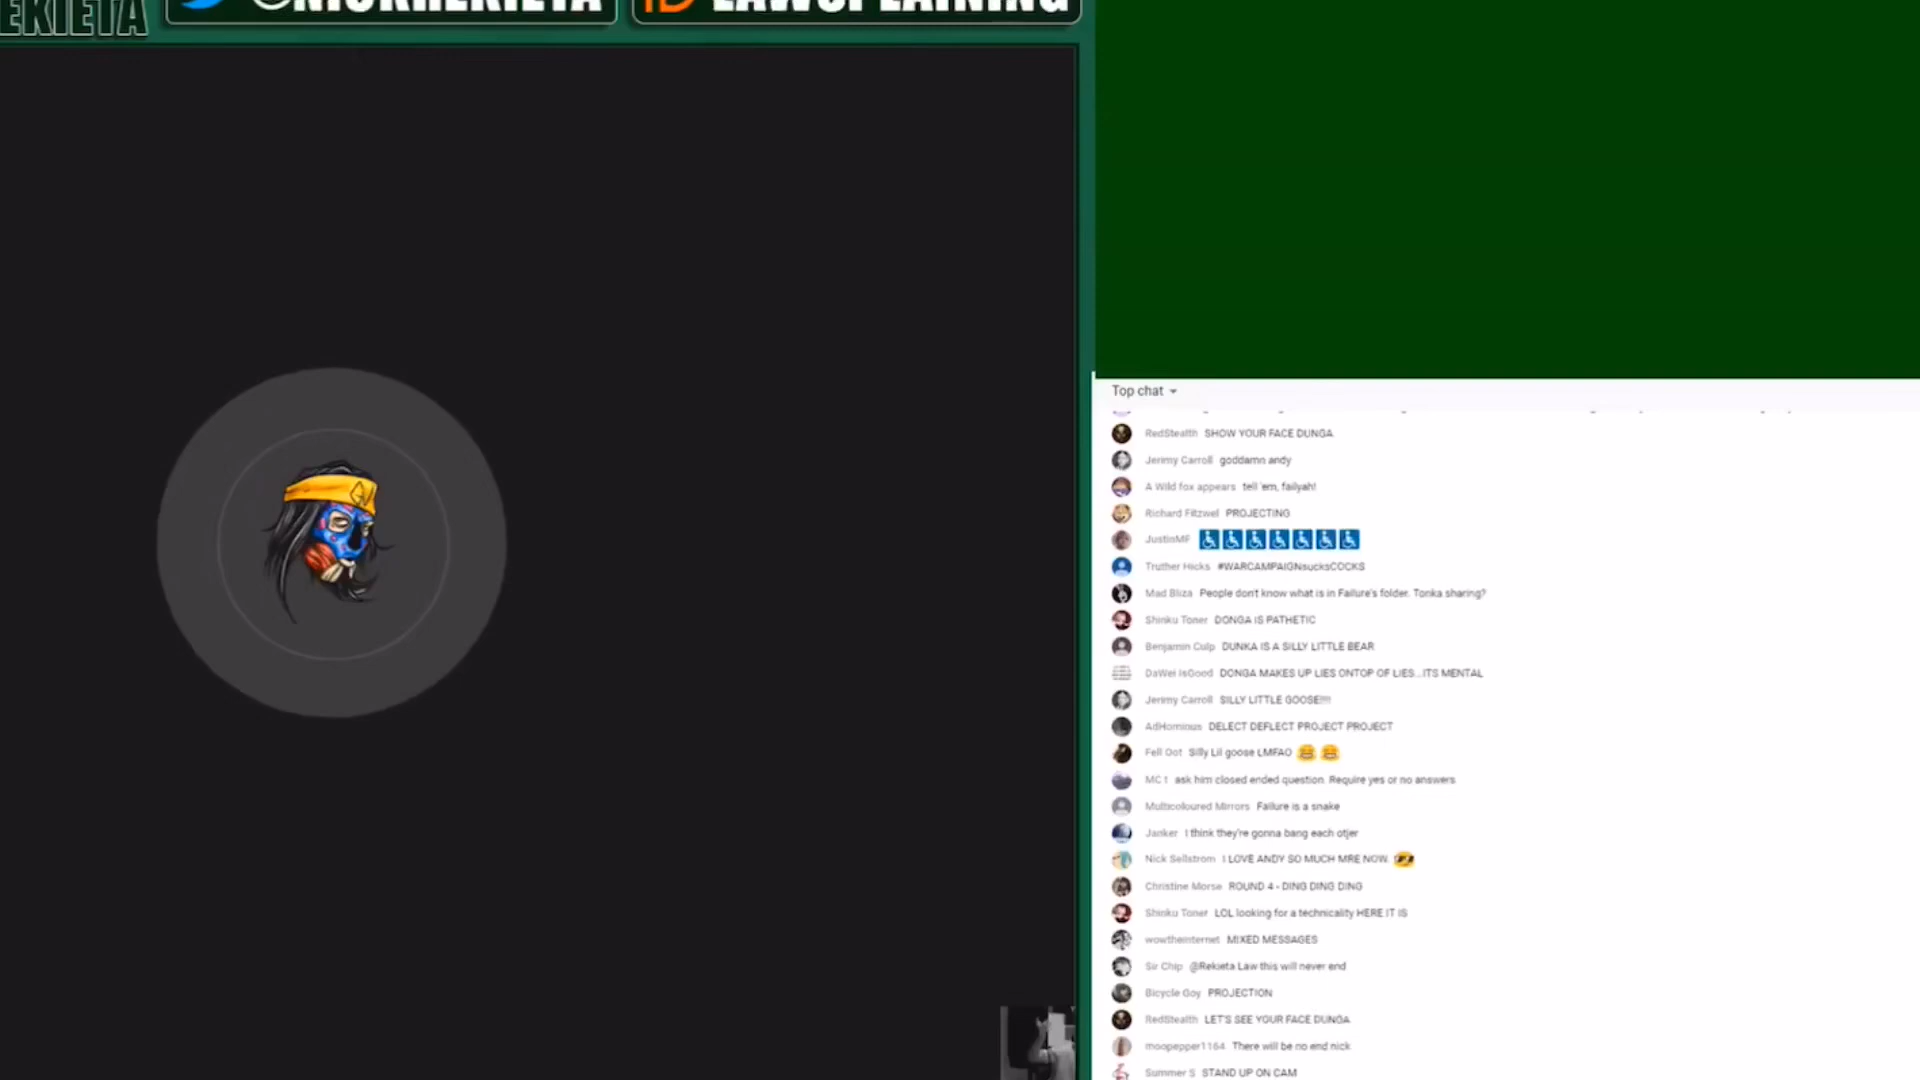 EKIETA
@NICKREKIETA
LAWSPLAINING
Top chat
RedStealth SHOW YOUR FACE DUNGA
Jerimy Carroll goddamn andy
A Wild fox appears tell 'em, failyah!
Richard Fitzwel PROJECTING
JustinMF
Truther Hicks #WARCAMPAIGNsucksCOCKS
Mad Bliza People don't know what is in Failure's folder. Tonka sharing?
Shinku Toner DONGA IS PATHETIC
Benjamin Culp DUNKA IS A SILLY LITTLE BEAR
DaWei IsGood DONGA MAKES UP LIES ONTOP OF LIES...ITS MENTAL
Jerimy Carroll SILLY LITTLE GOOSE!!!!
AdHominus DELECT DEFLECT PROJECT PROJECT
Fell Oot Silly Lil goose LMFAO
MC t ask him closed ended question. Require yes or no answers
Multicoloured Mirrors Failure is a snake
Janker I think they're gonna bang each otjer
Nick Sellstrom I LOVE ANDY SO MUCH MRE NOW.
Christine Morse ROUND 4 - DING DING DING
Shinku Toner LOL looking for a technicality HERE IT IS
wowtheinternet MIXED MESSAGES
Sir Chip @Rekieta Law this will never end
Bicycle Goy PROJECTION
RedStealth LET'S SEE YOUR FACE DUNGA
moopepper1164 There will be no end nick
Summer S STAND UP ON CAM